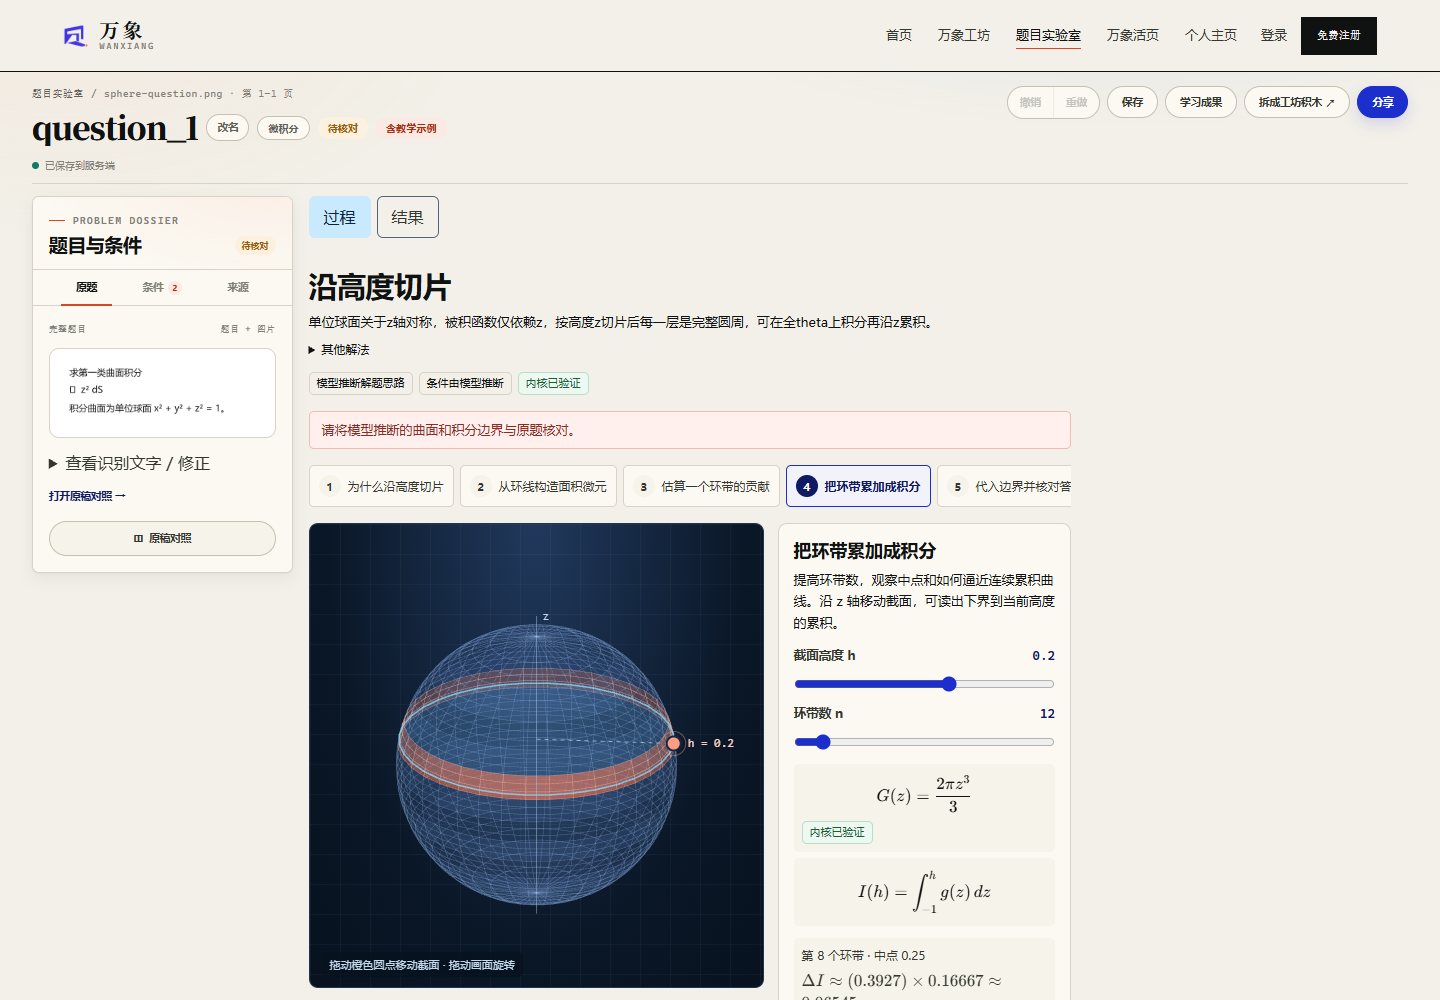 万象
WANXIANG
首页
万象工坊
题目实验室
万象活页
个人主页
登录
免费注册
题目实验室 / sphere-question.png · 第 1-1 页
question_1
改名
微积分
待核对
含教学示例
撤销
重做
保存
学习成果
拆成工坊积木 ↗
分享
已保存到服务端
PROBLEM DOSSIER
题目与条件
待核对
原题
条件 2
来源
完整题目
题目 + 图片
求第一类曲面积分
▯ z² dS
积分曲面为单位球面 x² + y² + z² = 1。
▶ 查看识别文字 / 修正
打开原稿对照 →
原稿对照
过程
结果
沿高度切片
单位球面关于z轴对称，被积函数仅依赖z，按高度z切片后每一层是完整圆周，可在全theta上积分再沿z累积。
▶ 其他解法
模型推断解题思路
条件由模型推断
内核已验证
请将模型推断的曲面和积分边界与原题核对。
1 为什么沿高度切片
2 从环线构造面积微元
3 估算一个环带的贡献
4 把环带累加成积分
5 代入边界并核对答
z
h = 0.2
拖动橙色圆点移动截面 · 拖动画面旋转
把环带累加成积分
提高环带数，观察中点和如何逼近连续累积曲
线。沿 z 轴移动截面，可读出下界到当前高度
的累积。
截面高度 h
0.2
环带数 n
12
G(z) = \frac{2πz^3}{3}
内核已验证
I(h) = ∫_{-1}^{h} g(z) dz
第 8 个环带 · 中点 0.25
ΔI ≈ (0.3927) × 0.16667 ≈